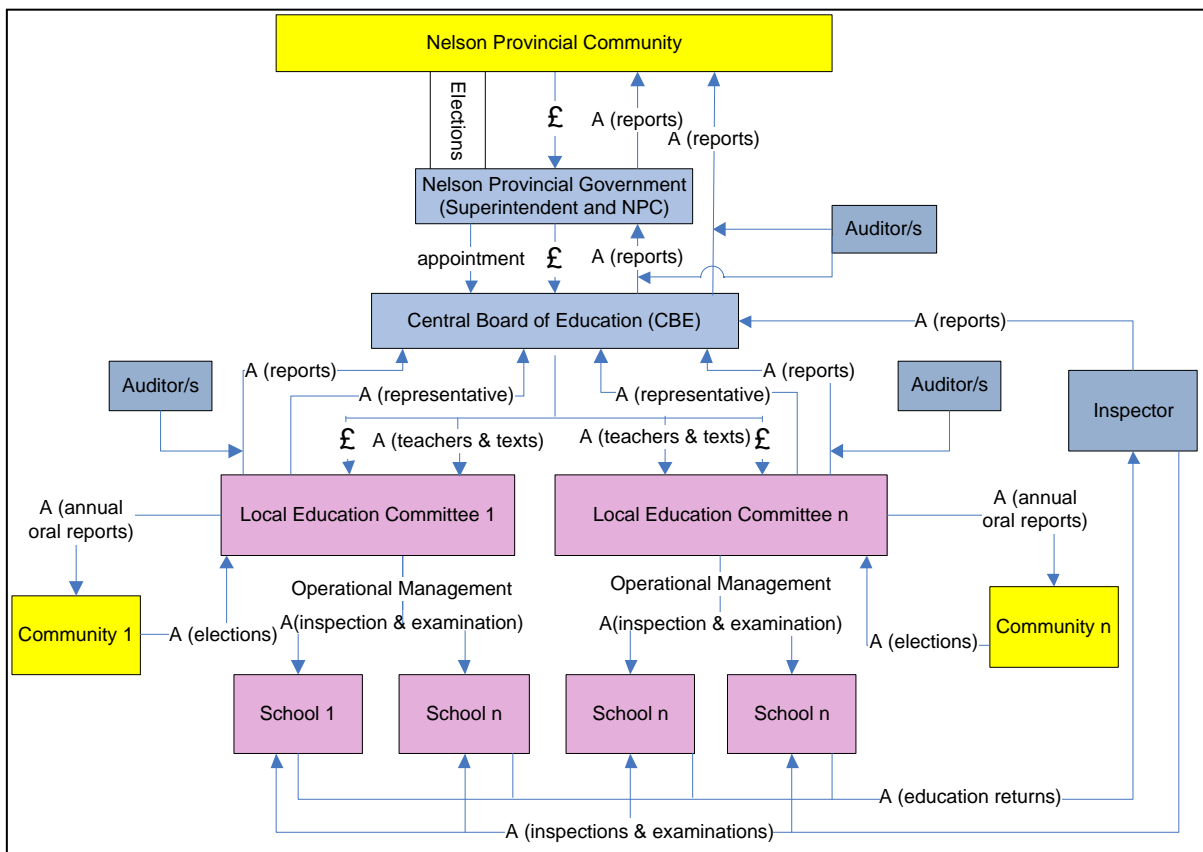 Nelson Provincial Community
Elections
£
A (reports)
A (reports)
Nelson Provincial Government
(Superintendent and NPC)
Auditor/s
appointment
£
A (reports)
Central Board of Education (CBE)
A (reports)
Auditor/s
A (reports)
A (representative)
A (representative)
A (reports)
Auditor/s
Inspector
£
A (teachers & texts)
A (teachers & texts)
£
A (annual
oral reports)
Local Education Committee 1
Local Education Committee n
A (annual
oral reports)
Operational Management
Operational Management
Community 1
A (elections)
A(inspection & examination)
A(inspection & examination)
A (elections)
Community n
School 1
School n
School n
School n
A (education returns)
A (inspections & examinations)